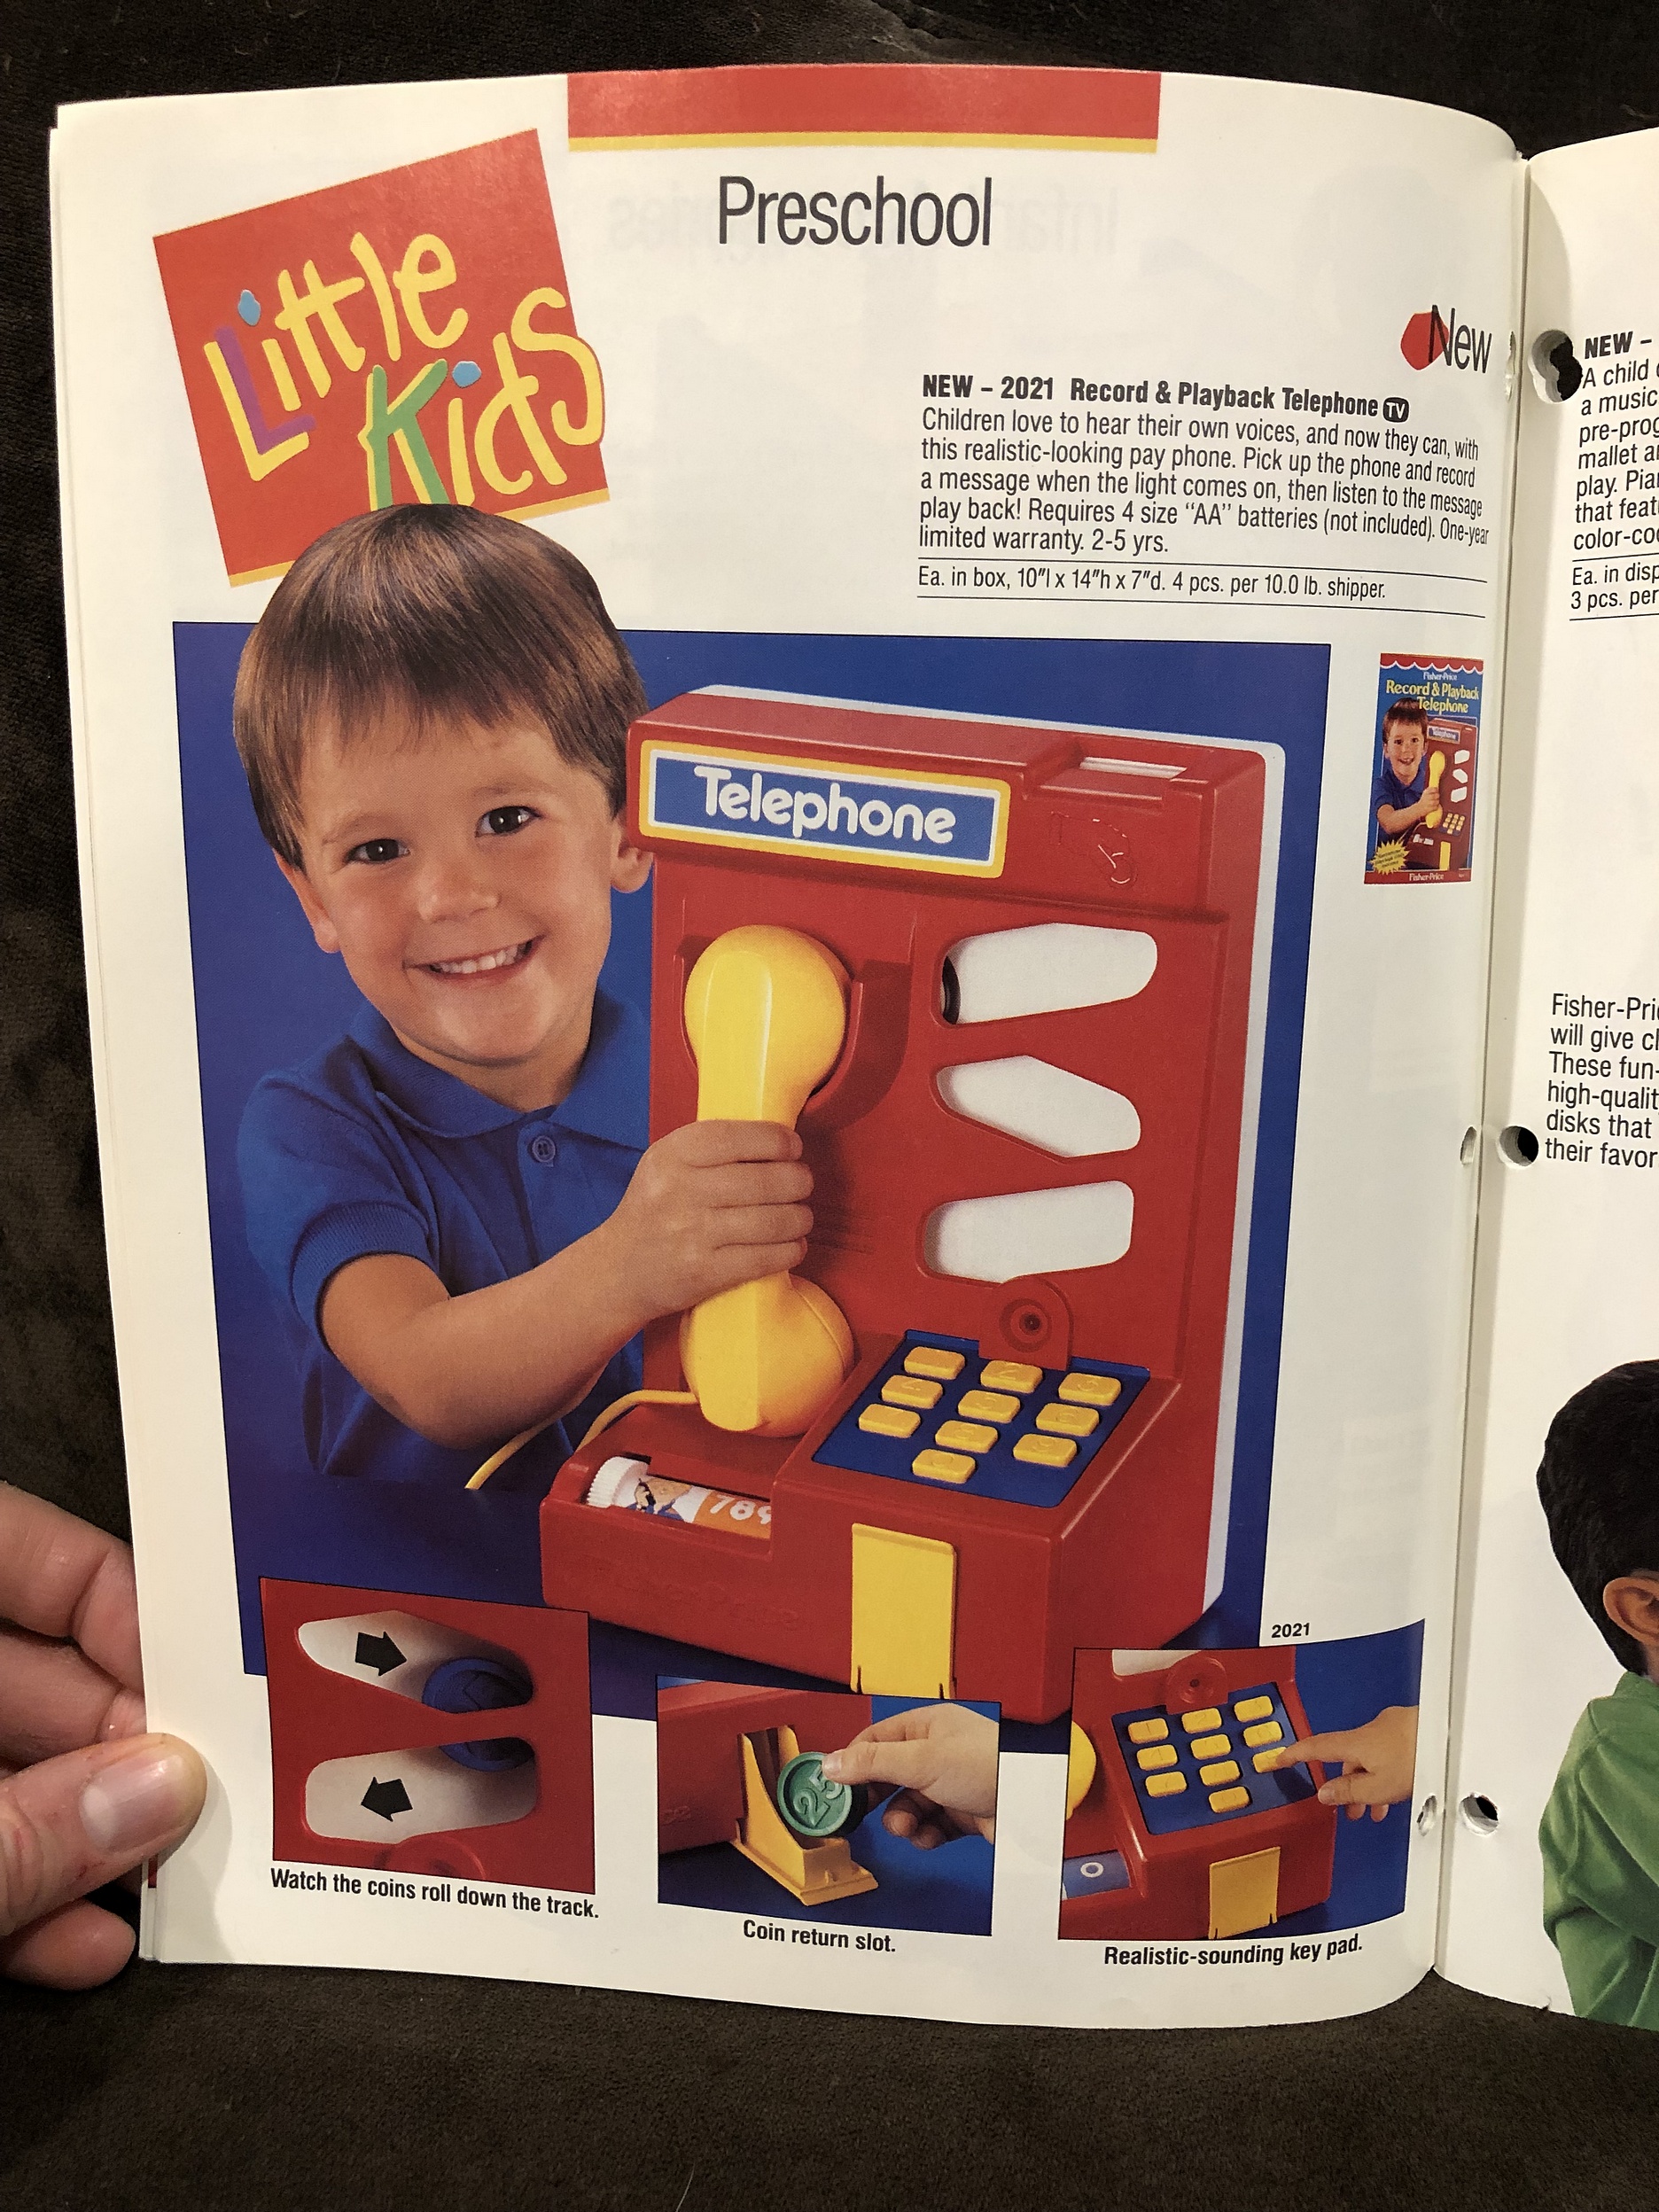 Preschool
Little
Kids
New
NEW – 2021 Record & Playback Telephone TV
Children love to hear their own voices, and now they can, with
this realistic-looking pay phone. Pick up the phone and record
a message when the light comes on, then listen to the message
play back! Requires 4 size “AA” batteries (not included). One-year
limited warranty. 2-5 yrs.
Ea. in box, 10″l x 14″h x 7″d. 4 pcs. per 10.0 lb. shipper.
Fisher-Price
Record & Playback
Telephone
Telephone
Fisher-Price
Telephone
789
2021
25
Watch the coins roll down the track.
Coin return slot.
Realistic-sounding key pad.
NEW –
A child
a music
pre-prog
mallet
play.
that
color-co
Ea. in disp
3 pcs. per
Fisher-Pri
will give
These fun-
high-qualit
disks that
their favor